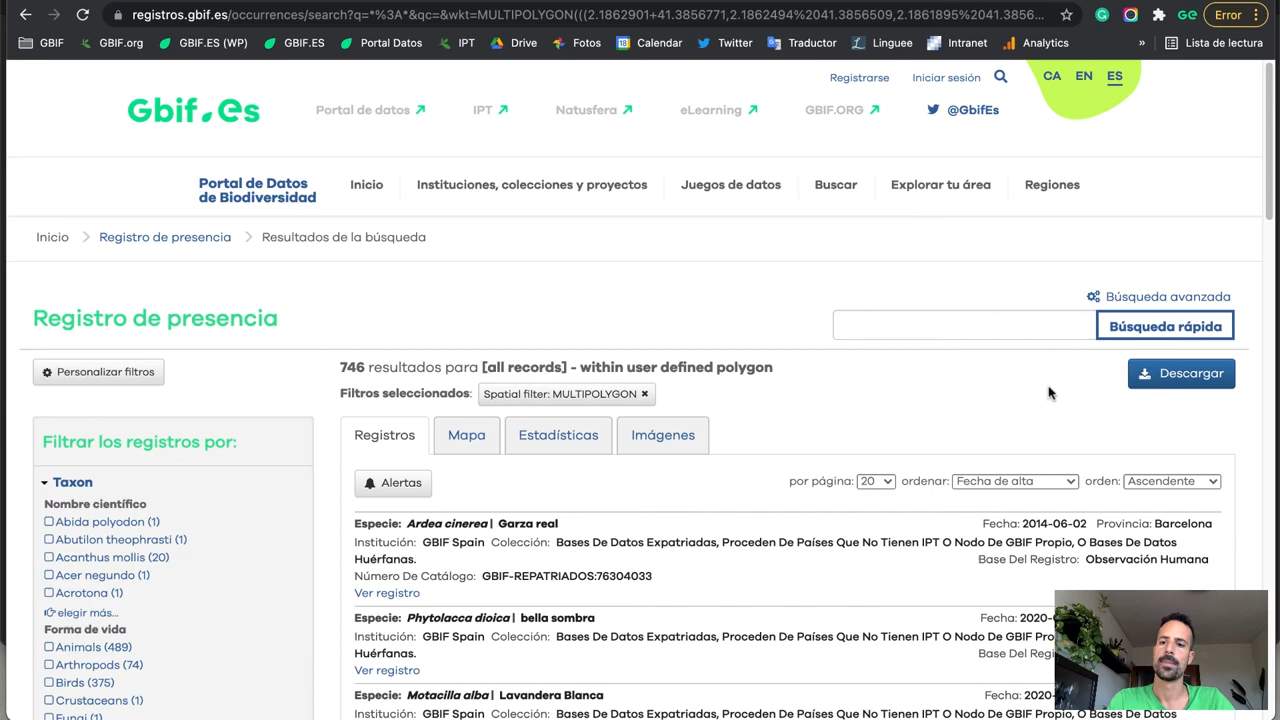 registros.gbif.es/occurrences/search?q=*%3A*&qc=&wkt=MULTIPOLYGON(((2.1862901+41.3856771,2.1862494%2041.3856509,2.1861895%2041.3856...
Error
GBIF GBIF.org GBIF.ES (WP) GBIF.ES Portal Datos IPT Drive Fotos Calendar Twitter Traductor Linguee Intranet Analytics » Lista de lectura
Registrarse Iniciar sesión CA EN ES
Gbif.es Portal de datos IPT Natusfera eLearning GBIF.ORG @GbifEs
Portal de Datos
de Biodiversidad
Inicio Instituciones, colecciones y proyectos Juegos de datos Buscar Explorar tu área Regiones
Inicio Registro de presencia Resultados de la búsqueda
Búsqueda avanzada
Registro de presencia Búsqueda rápida
Personalizar filtros 746 resultados para [all records] - within user defined polygon Descargar
Filtros seleccionados: Spatial filter: MULTIPOLYGON ×
Filtrar los registros por:
Registros Mapa Estadísticas Imágenes
Taxon
Nombre científico
Abida polyodon (1)
Abutilon theophrasti (1)
Acanthus mollis (20)
Acer negundo (1)
Acrotona (1)
elegir más...
Forma de vida
Animals (489)
Arthropods (74)
Birds (375)
Crustaceans (1)
Fungi (1)
Alertas por página: 20 ordenar: Fecha de alta orden: Ascendente
Especie: Ardea cinerea | Garza real Fecha: 2014-06-02 Provincia: Barcelona
Institución: GBIF Spain Colección: Bases De Datos Expatriadas, Proceden De Países Que No Tienen IPT O Nodo De GBIF Propio, O Bases De Datos
Huérfanas. Base Del Registro: Observación Humana
Número De Catálogo: GBIF-REPATRIADOS:76304033
Ver registro
Especie: Phytolacca dioica | bella sombra Fecha: 2020-
Institución: GBIF Spain Colección: Bases De Datos Expatriadas, Proceden De Países Que No Tienen IPT O Nodo De GBIF Pro
Huérfanas. Base Del Regi
Ver registro
Especie: Motacilla alba | Lavandera Blanca Fecha: 2020-
Institución: GBIF Spain Colección: Bases De Datos Expatriadas, Proceden De Países Que No Tienen IPT O Nodo De GBIF Pro